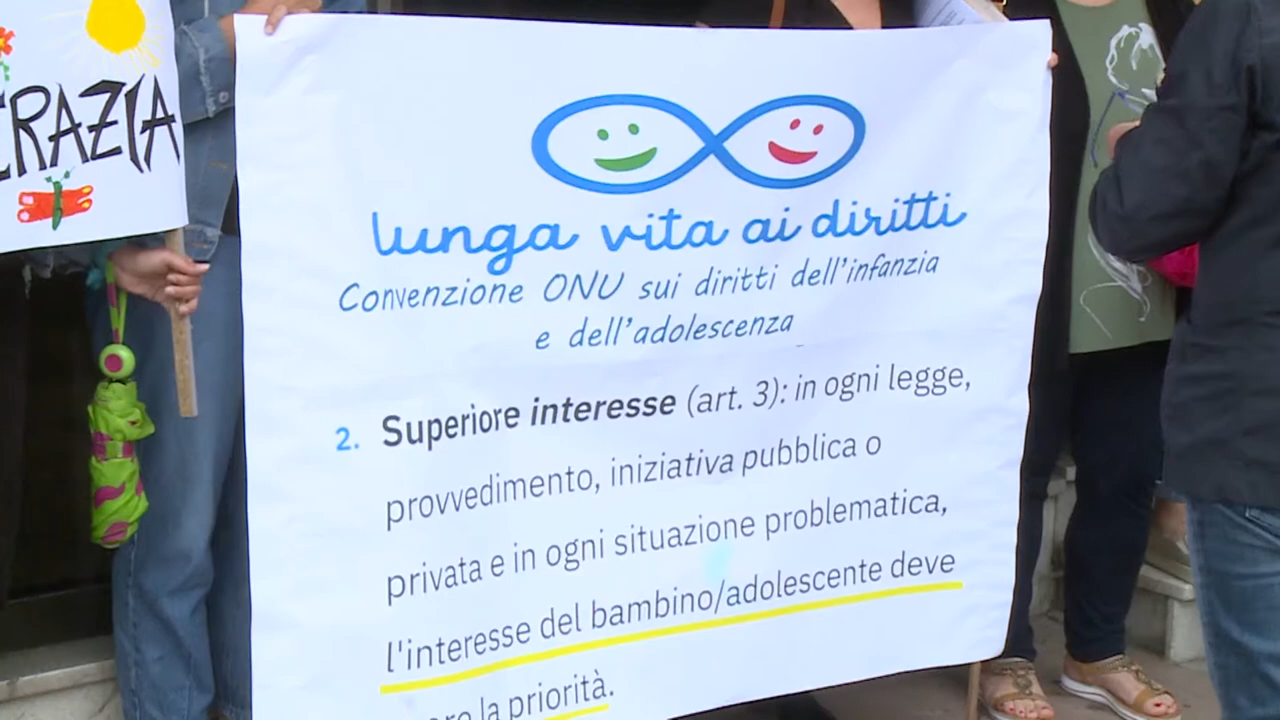 RAZIA
lunga vita ai diritti
Convenzione ONU sui diritti dell'infanzia
e dell'adolescenza
2. Superiore interesse (art. 3): in ogni legge,
provvedimento, iniziativa pubblica o
privata e in ogni situazione problematica,
l'interesse del bambino/adolescente deve
la priorità.